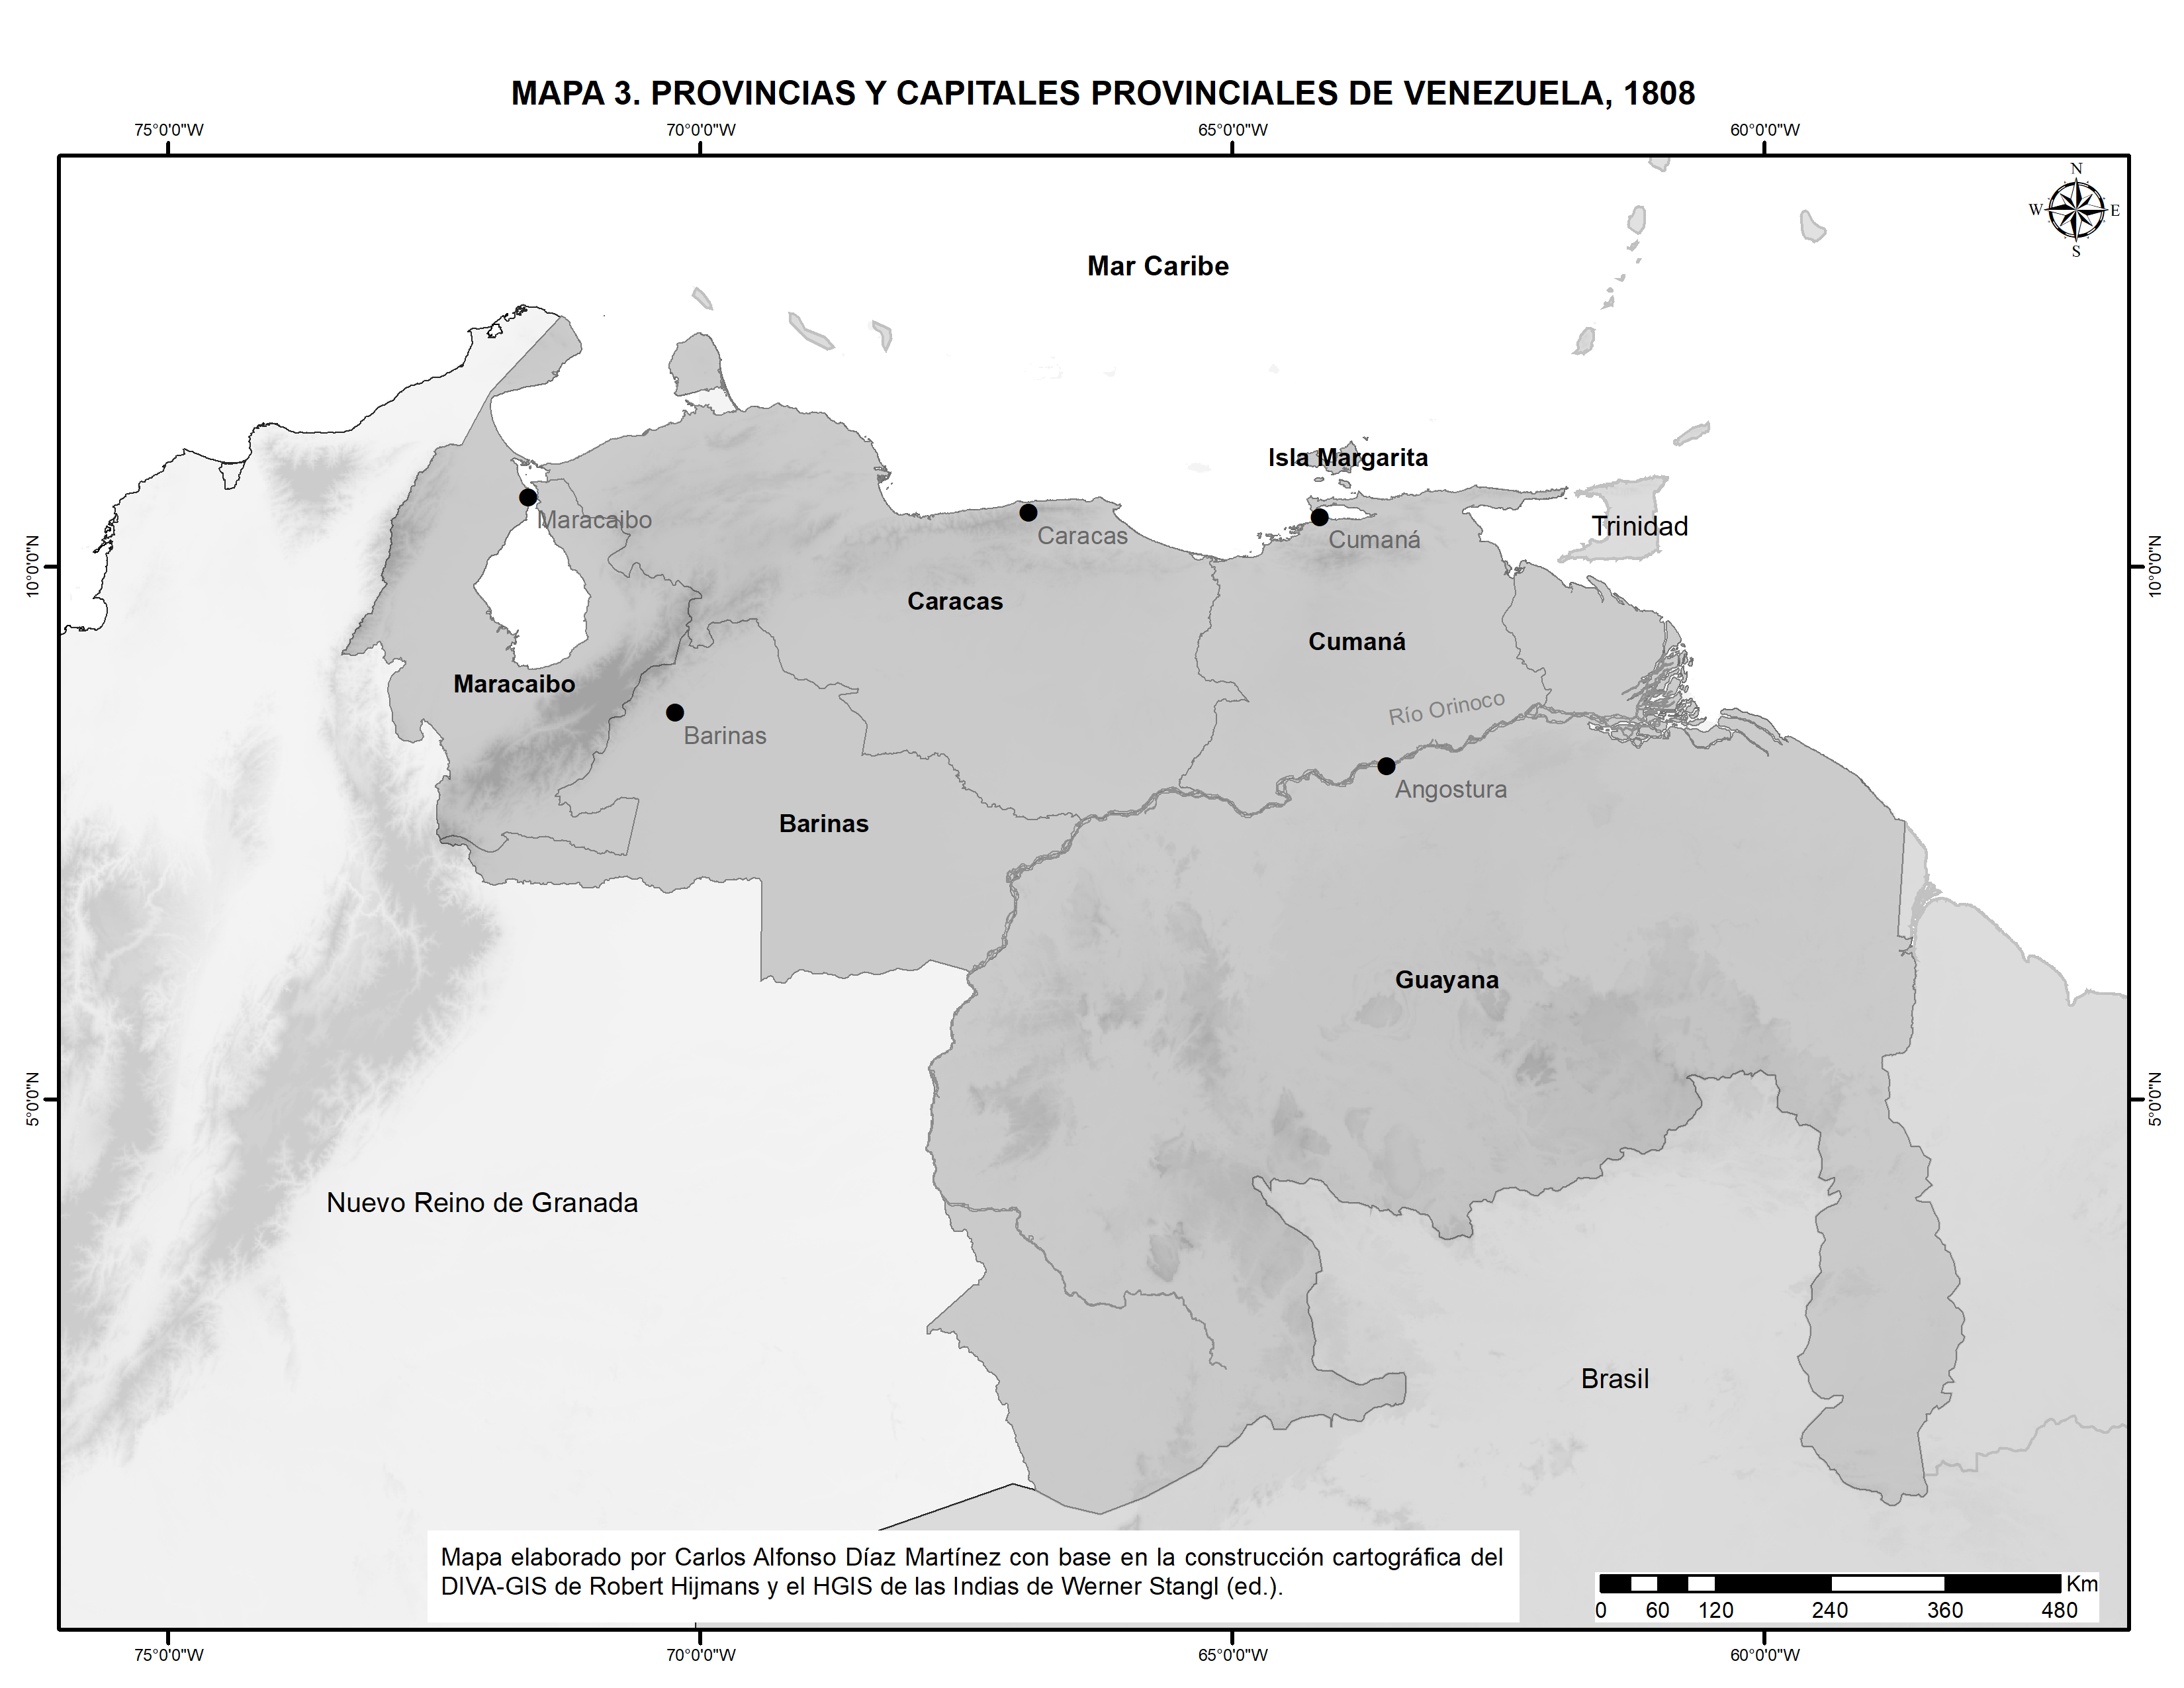 MAPA 3. PROVINCIAS Y CAPITALES PROVINCIALES DE VENEZUELA, 1808
75°0'0"W
70°0'0"W
65°0'0"W
60°0'0"W
N
W
E
S
Mar Caribe
Isla Margarita
Trinidad
Maracaibo
Caracas
Cumaná
10°0'0"N
10°0'0"N
Caracas
Cumaná
Maracaibo
Río Orinoco
Barinas
Angostura
Barinas
Guayana
5°0'0"N
5°0'0"N
Nuevo Reino de Granada
Brasil
Mapa elaborado por Carlos Alfonso Díaz Martínez con base en la construcción cartográfica del
DIVA-GIS de Robert Hijmans y el HGIS de las Indias de Werner Stangl (ed.).
Km
0 60 120 240 360 480
75°0'0"W
70°0'0"W
65°0'0"W
60°0'0"W